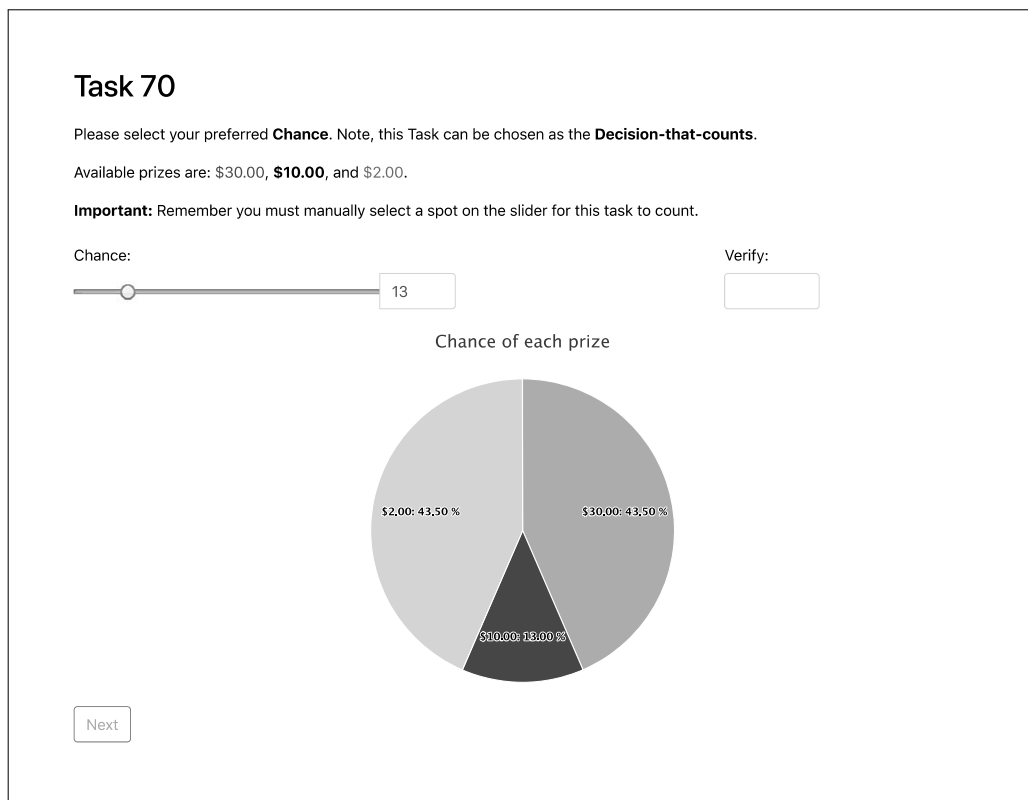 Task 70
Please select your preferred Chance. Note, this Task can be chosen as the Decision-that-counts.
Available prizes are: $30.00, $10.00, and $2.00.
Important: Remember you must manually select a spot on the slider for this task to count.
Chance:
Verify:
13
Chance of each prize
$2.00: 43.50 %
$30.00: 43.50 %
$10.00: 13.00 %
Next